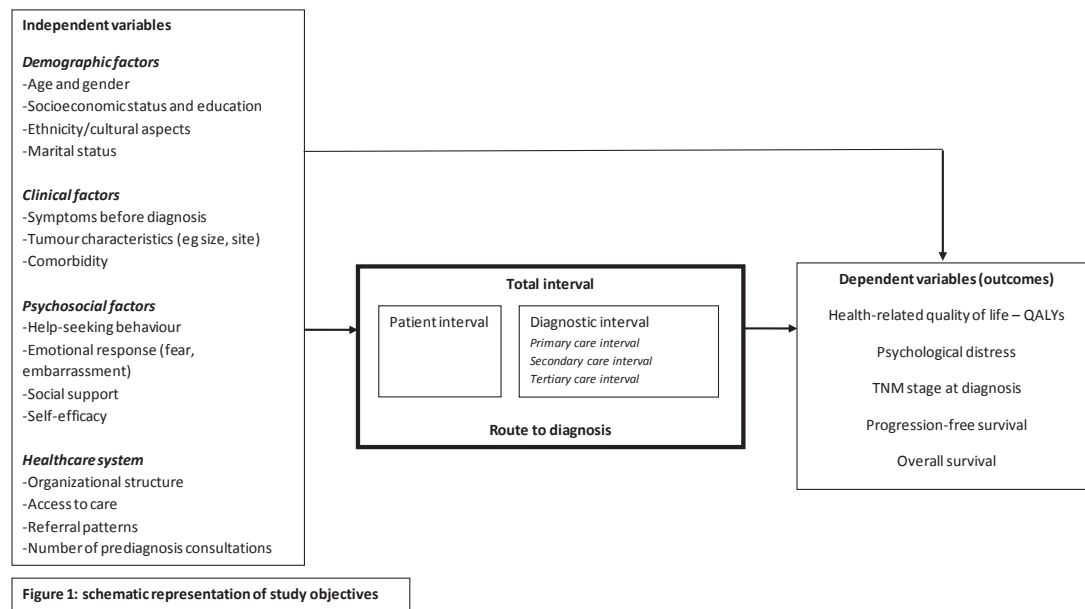 Independent variables
Demographic factors
-Age and gender
-Socioeconomic status and education
-Ethnicity/cultural aspects
-Marital status
Clinical factors
-Symptoms before diagnosis
-Tumour characteristics (eg size, site)
-Comorbidity
Psychosocial factors
-Help-seeking behaviour
-Emotional response (fear,
embarrassment)
-Social support
-Self-efficacy
Healthcare system
-Organizational structure
-Access to care
-Referral patterns
-Number of prediagnosis consultations
Total interval
Patient interval
Diagnostic interval
Primary care interval
Secondary care interval
Tertiary care interval
Route to diagnosis
Dependent variables (outcomes)
Health-related quality of life – QALYs
Psychological distress
TNM stage at diagnosis
Progression-free survival
Overall survival
Figure 1: schematic representation of study objectives